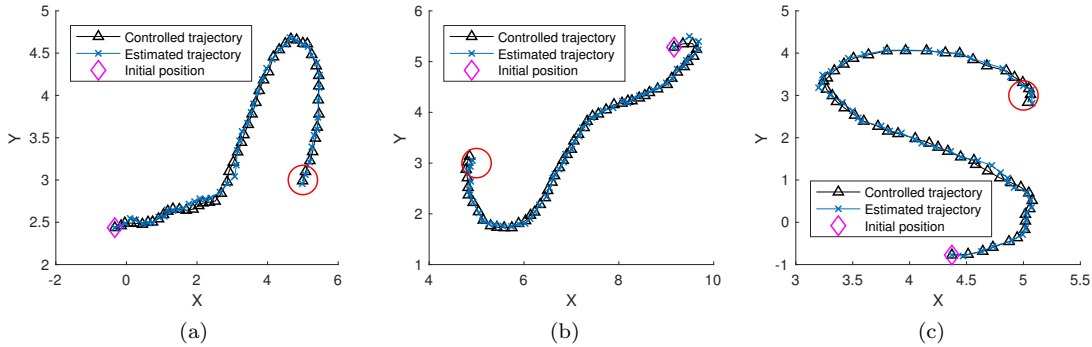 5
4.5
4
3.5
3
2.5
2
Y
-2
0
2
4
6
X
Controlled trajectory
Estimated trajectory
Initial position
(a)
7
6
5
4
3
2
1
Y
4
6
8
10
X
Controlled trajectory
Estimated trajectory
Initial position
(b)
5
4
3
2
1
0
-1
Y
3
3.5
4
4.5
5
5.5
X
Controlled trajectory
Estimated trajectory
Initial position
(c)